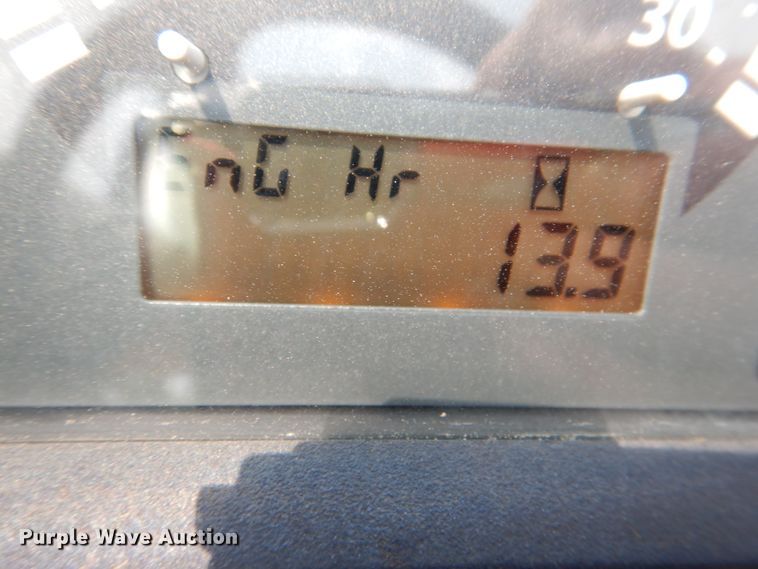 30
EnG Hr
13.9
Purple Wave Auction